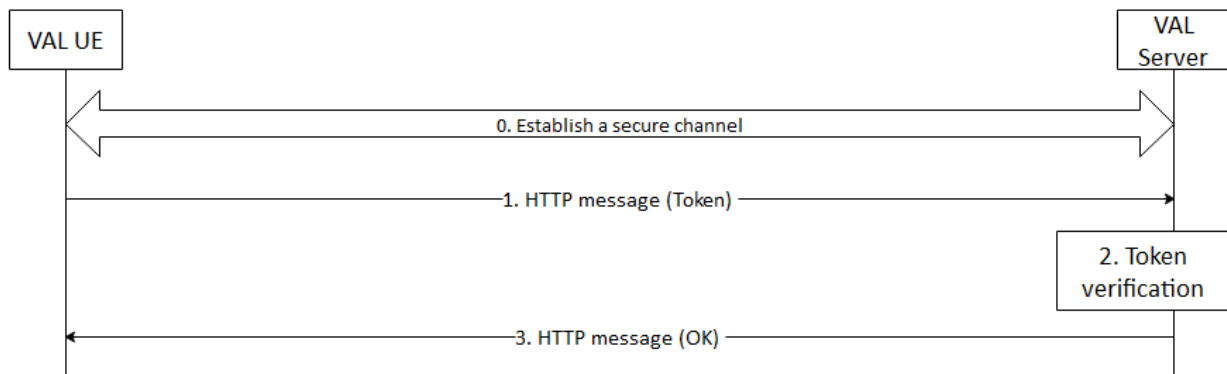 VAL UE
VAL
Server
0. Establish a secure channel
1. HTTP message (Token)
2. Token
verification
3. HTTP message (OK)